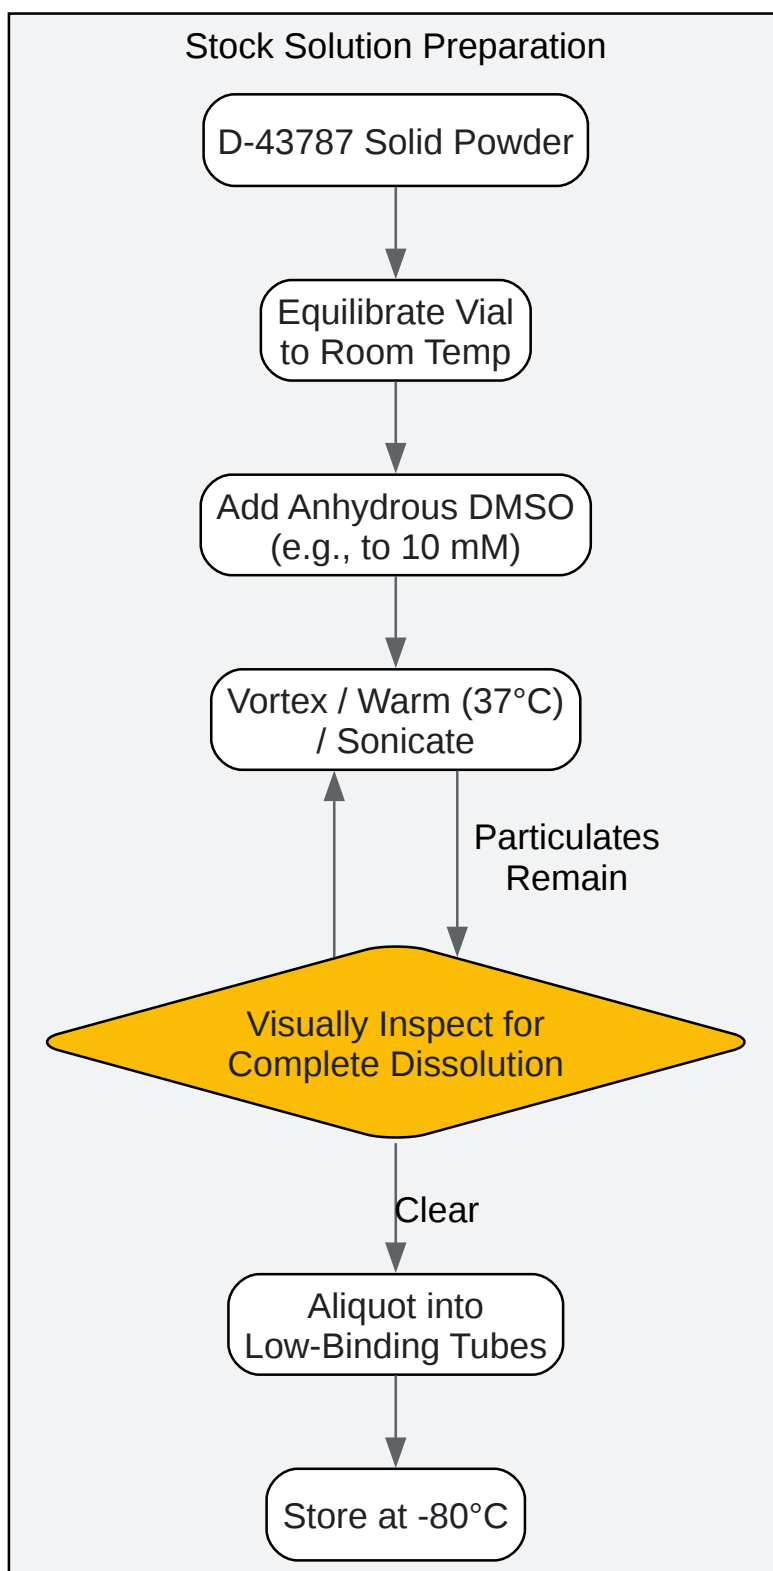 Stock Solution Preparation
D-43787 Solid Powder
Equilibrate Vial
to Room Temp
Add Anhydrous DMSO
(e.g., to 10 mM)
Vortex / Warm (37°C)
/ Sonicate
Particulates
Remain
Visually Inspect for
Complete Dissolution
Clear
Aliquot into
Low-Binding Tubes
Store at -80°C